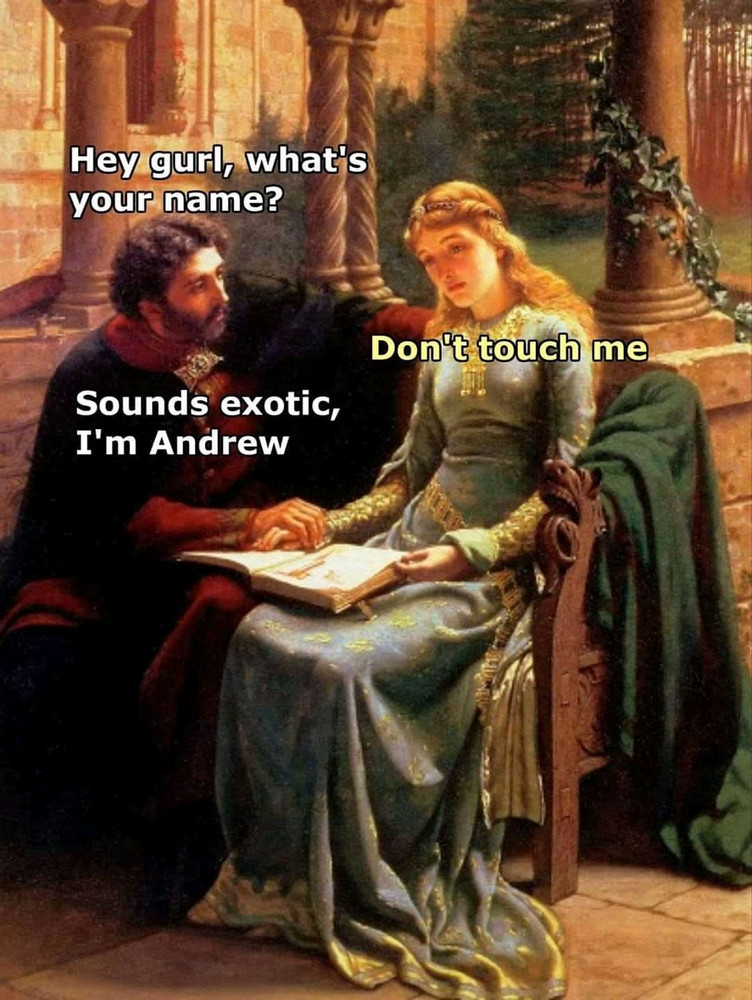 Hey gurl, what's
your name?
Don't touch me
Sounds exotic,
I'm Andrew